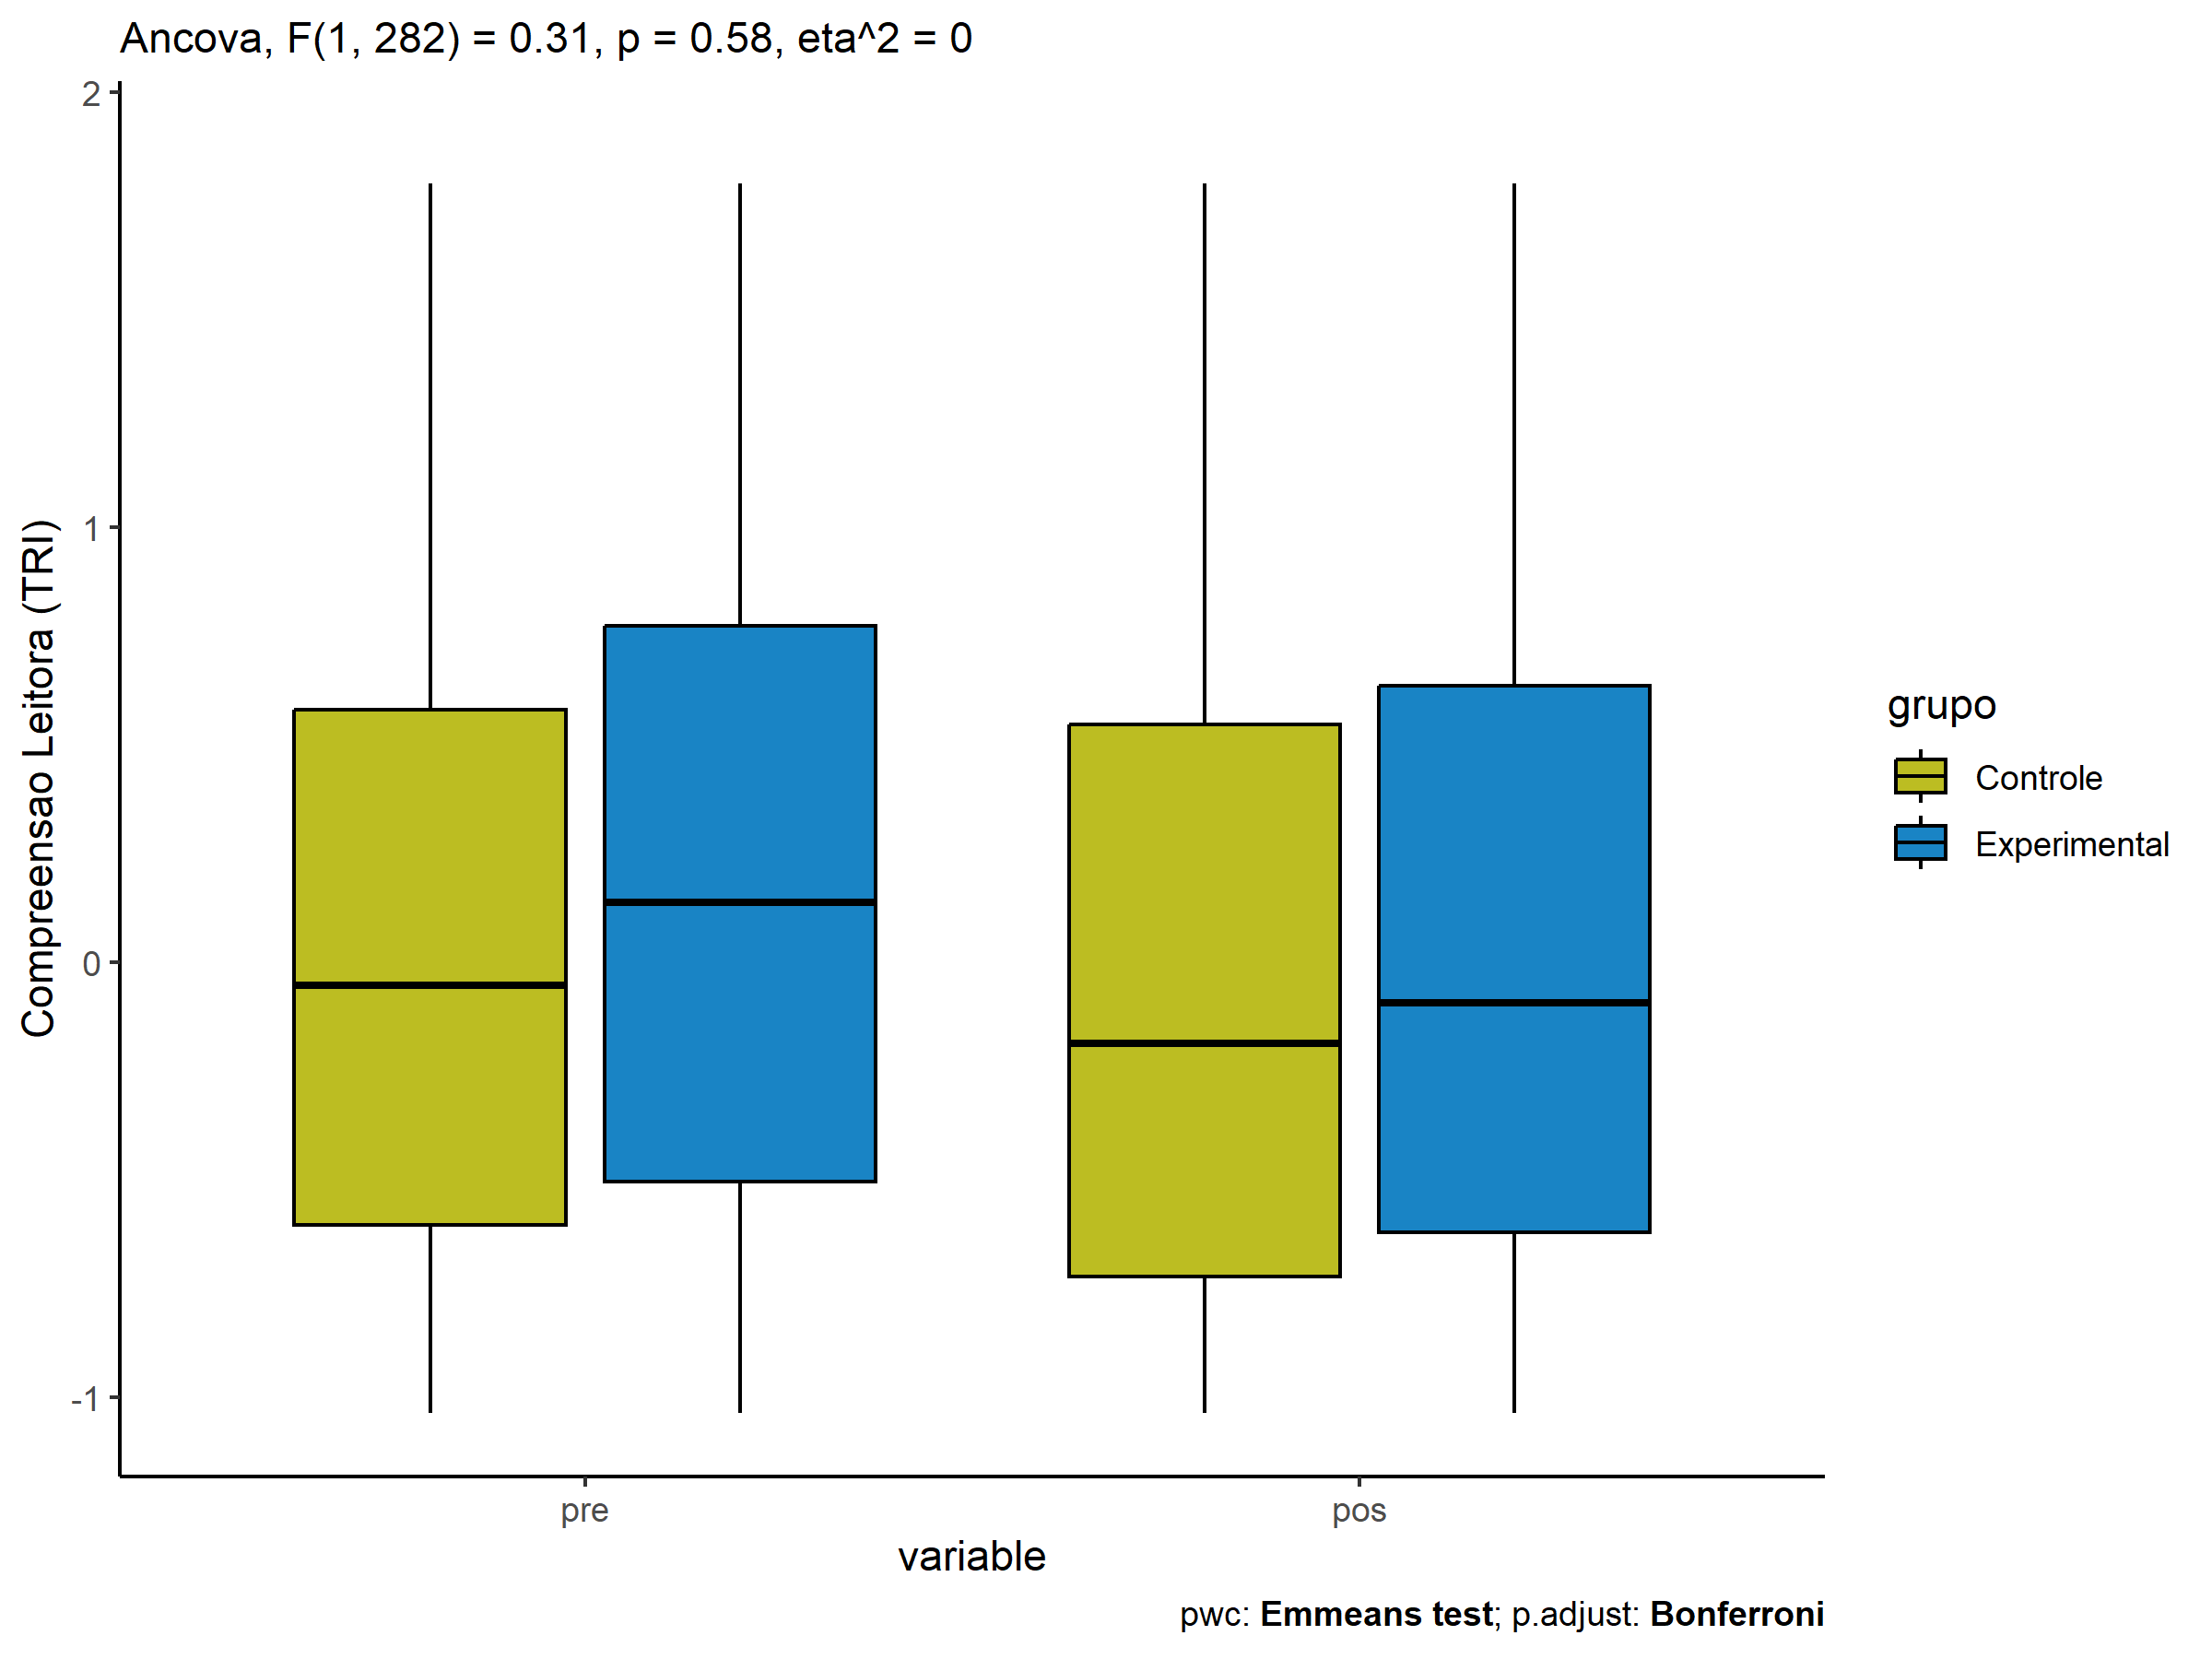 Ancova, F(1, 282) = 0.31, p = 0.58, eta^2 = 0
Compreensao Leitora (TRI)
2
1
0
-1
pre
pos
variable
grupo
Controle
Experimental
pwc: Emmeans test; p.adjust: Bonferroni